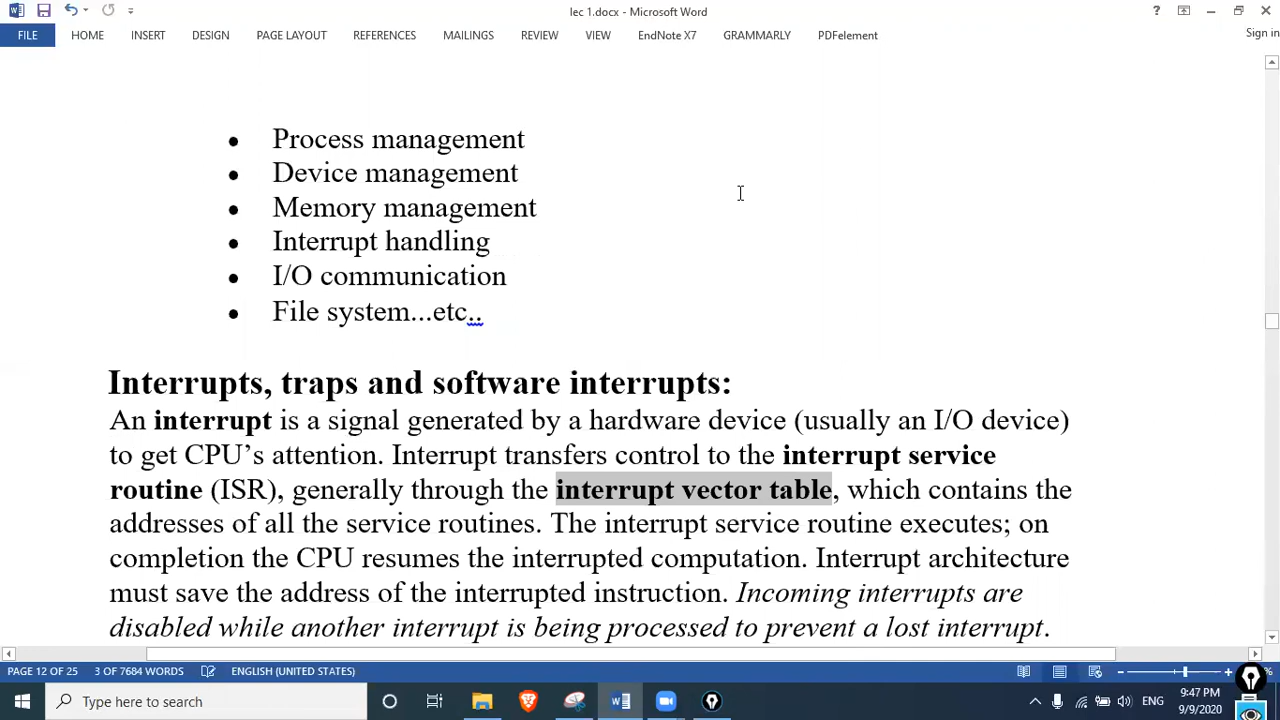 lec 1.docx - Microsoft Word
FILE HOME INSERT DESIGN PAGE LAYOUT REFERENCES MAILINGS REVIEW VIEW EndNote X7 GRAMMARLY PDFelement Sign in
• Process management
• Device management
• Memory management
• Interrupt handling
• I/O communication
• File system...etc..
Interrupts, traps and software interrupts:
An interrupt is a signal generated by a hardware device (usually an I/O device)
to get CPU's attention. Interrupt transfers control to the interrupt service
routine (ISR), generally through the interrupt vector table, which contains the
addresses of all the service routines. The interrupt service routine executes; on
completion the CPU resumes the interrupted computation. Interrupt architecture
must save the address of the interrupted instruction. Incoming interrupts are
disabled while another interrupt is being processed to prevent a lost interrupt.
PAGE 12 OF 25 3 OF 7684 WORDS ENGLISH (UNITED STATES) %
Type here to search ENG 9:47 PM
9/9/2020